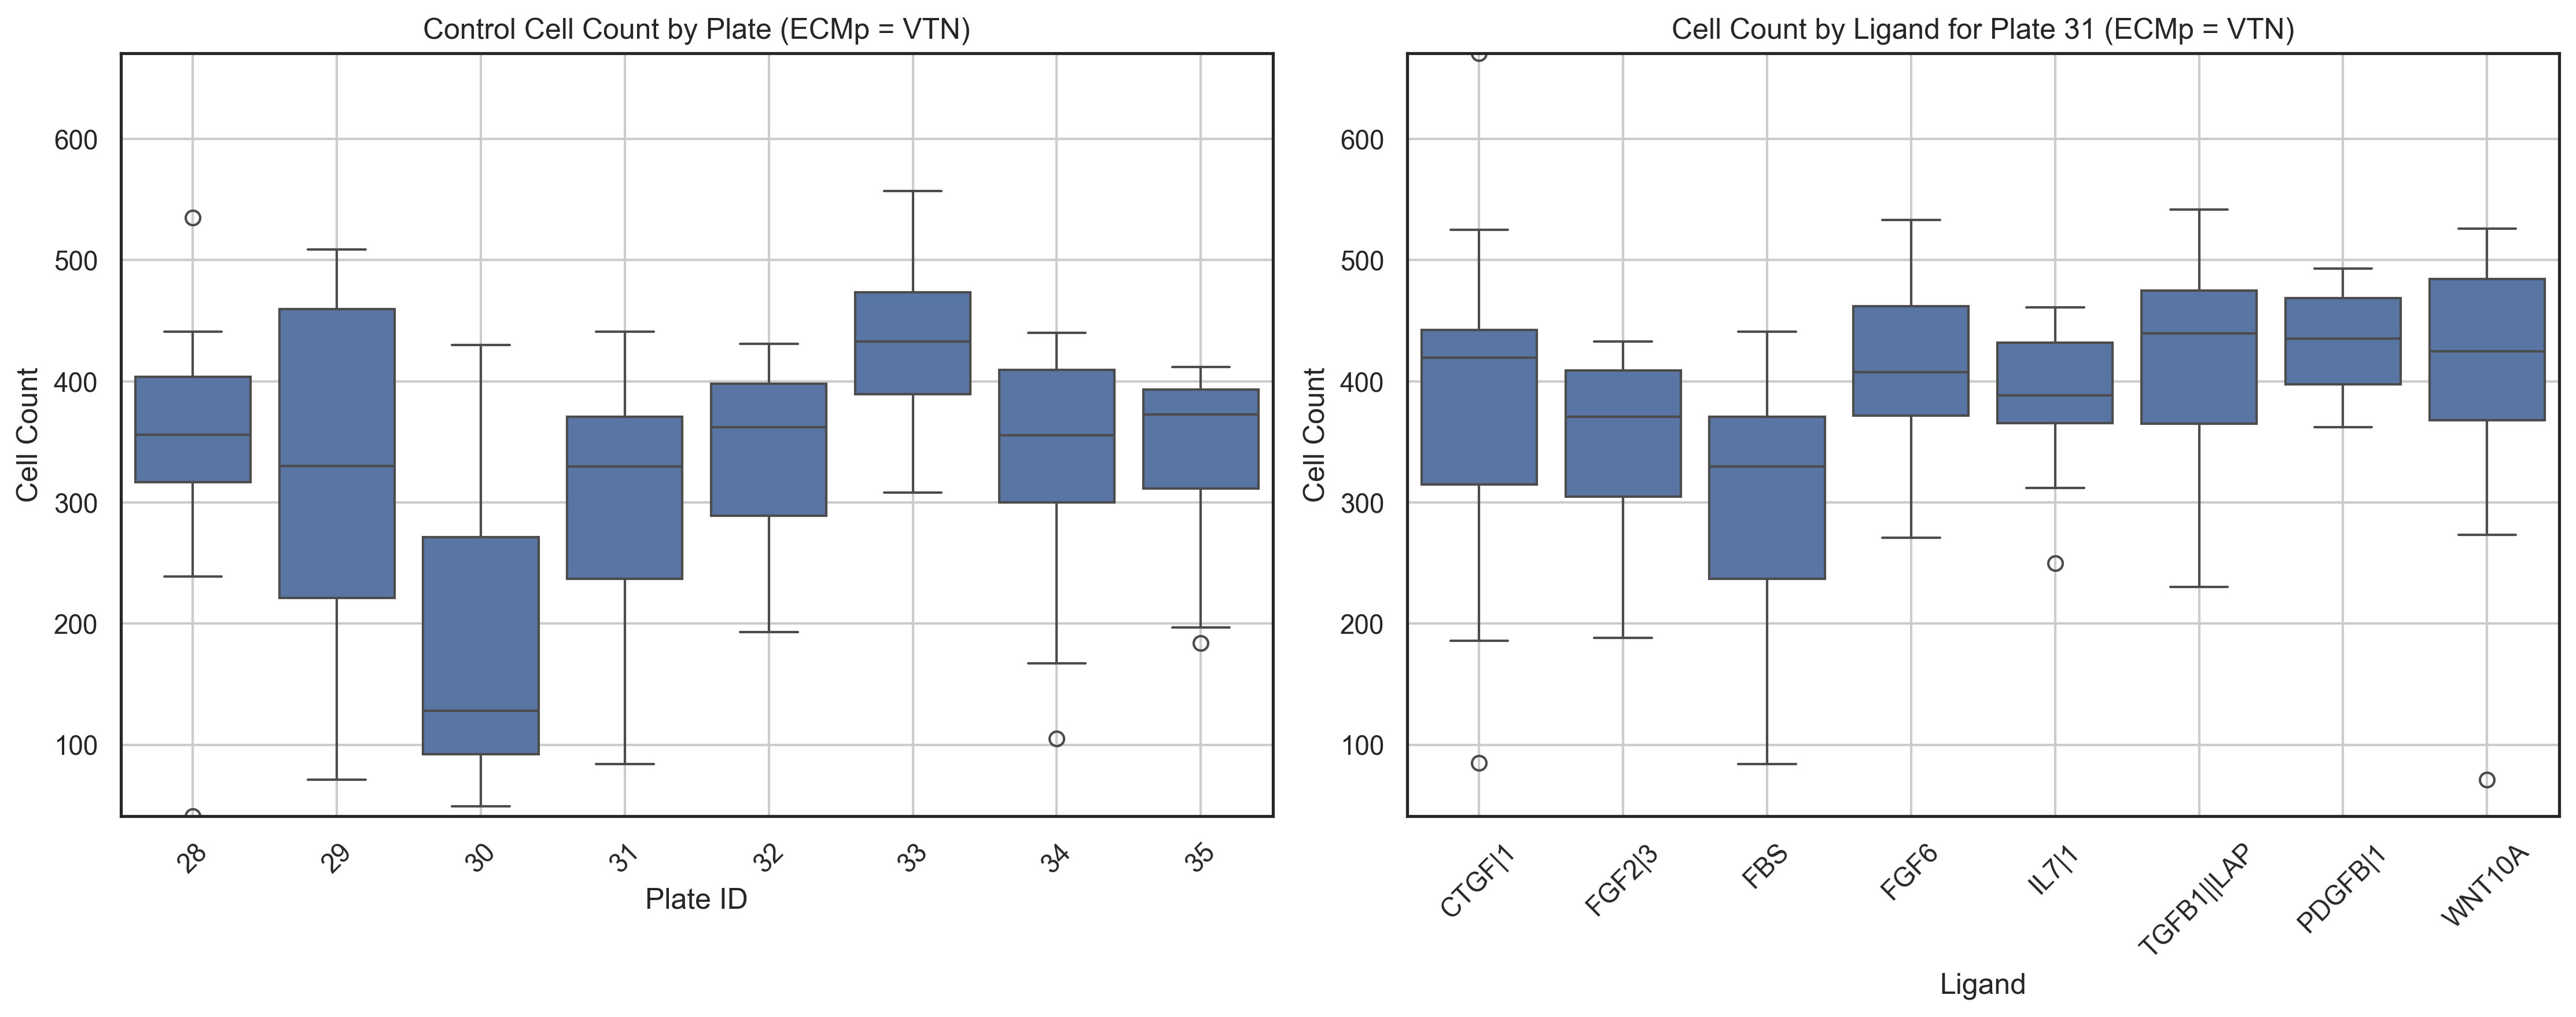 Control Cell Count by Plate (ECMp = VTN)
Cell Count
600
500
400
300
200
100
28
29
30
31
32
33
34
35
Plate ID
Cell Count by Ligand for Plate 31 (ECMp = VTN)
Cell Count
600
500
400
300
200
100
CTGF|1
FGF2|3
FBS
FGF6
IL7|1
TGFB1||LAP
PDGFB|1
WNT10A
Ligand